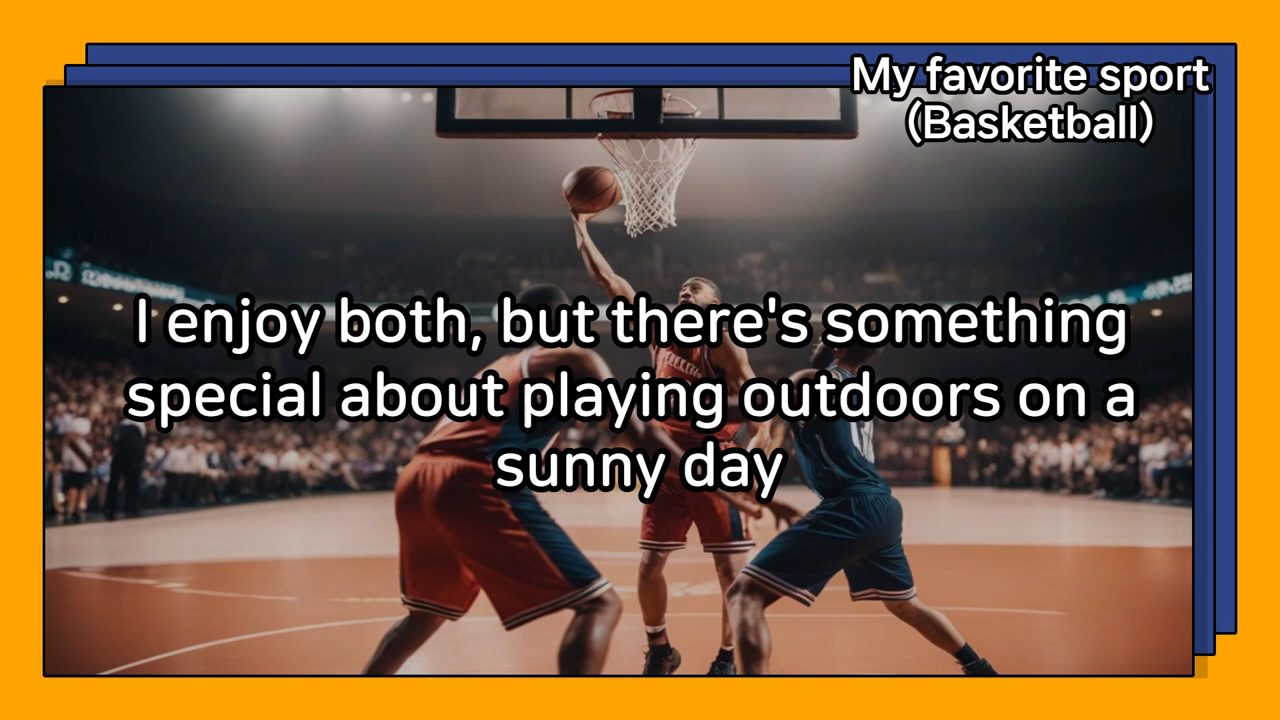 My favorite sport
(Basketball)
I enjoy both, but there's something
special about playing outdoors on a
sunny day